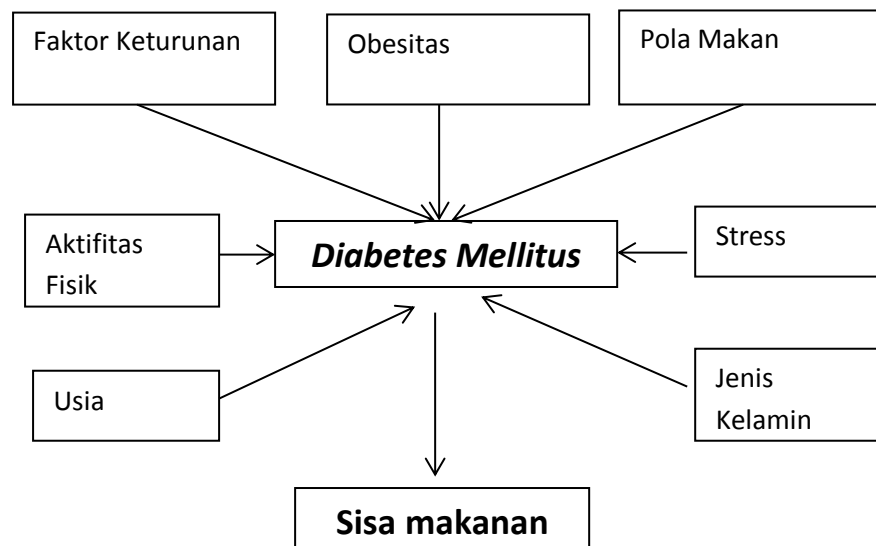 Faktor Keturunan
Obesitas
Pola Makan
Aktifitas
Fisik
Diabetes Mellitus
Stress
Usia
Jenis
Kelamin
Sisa makanan